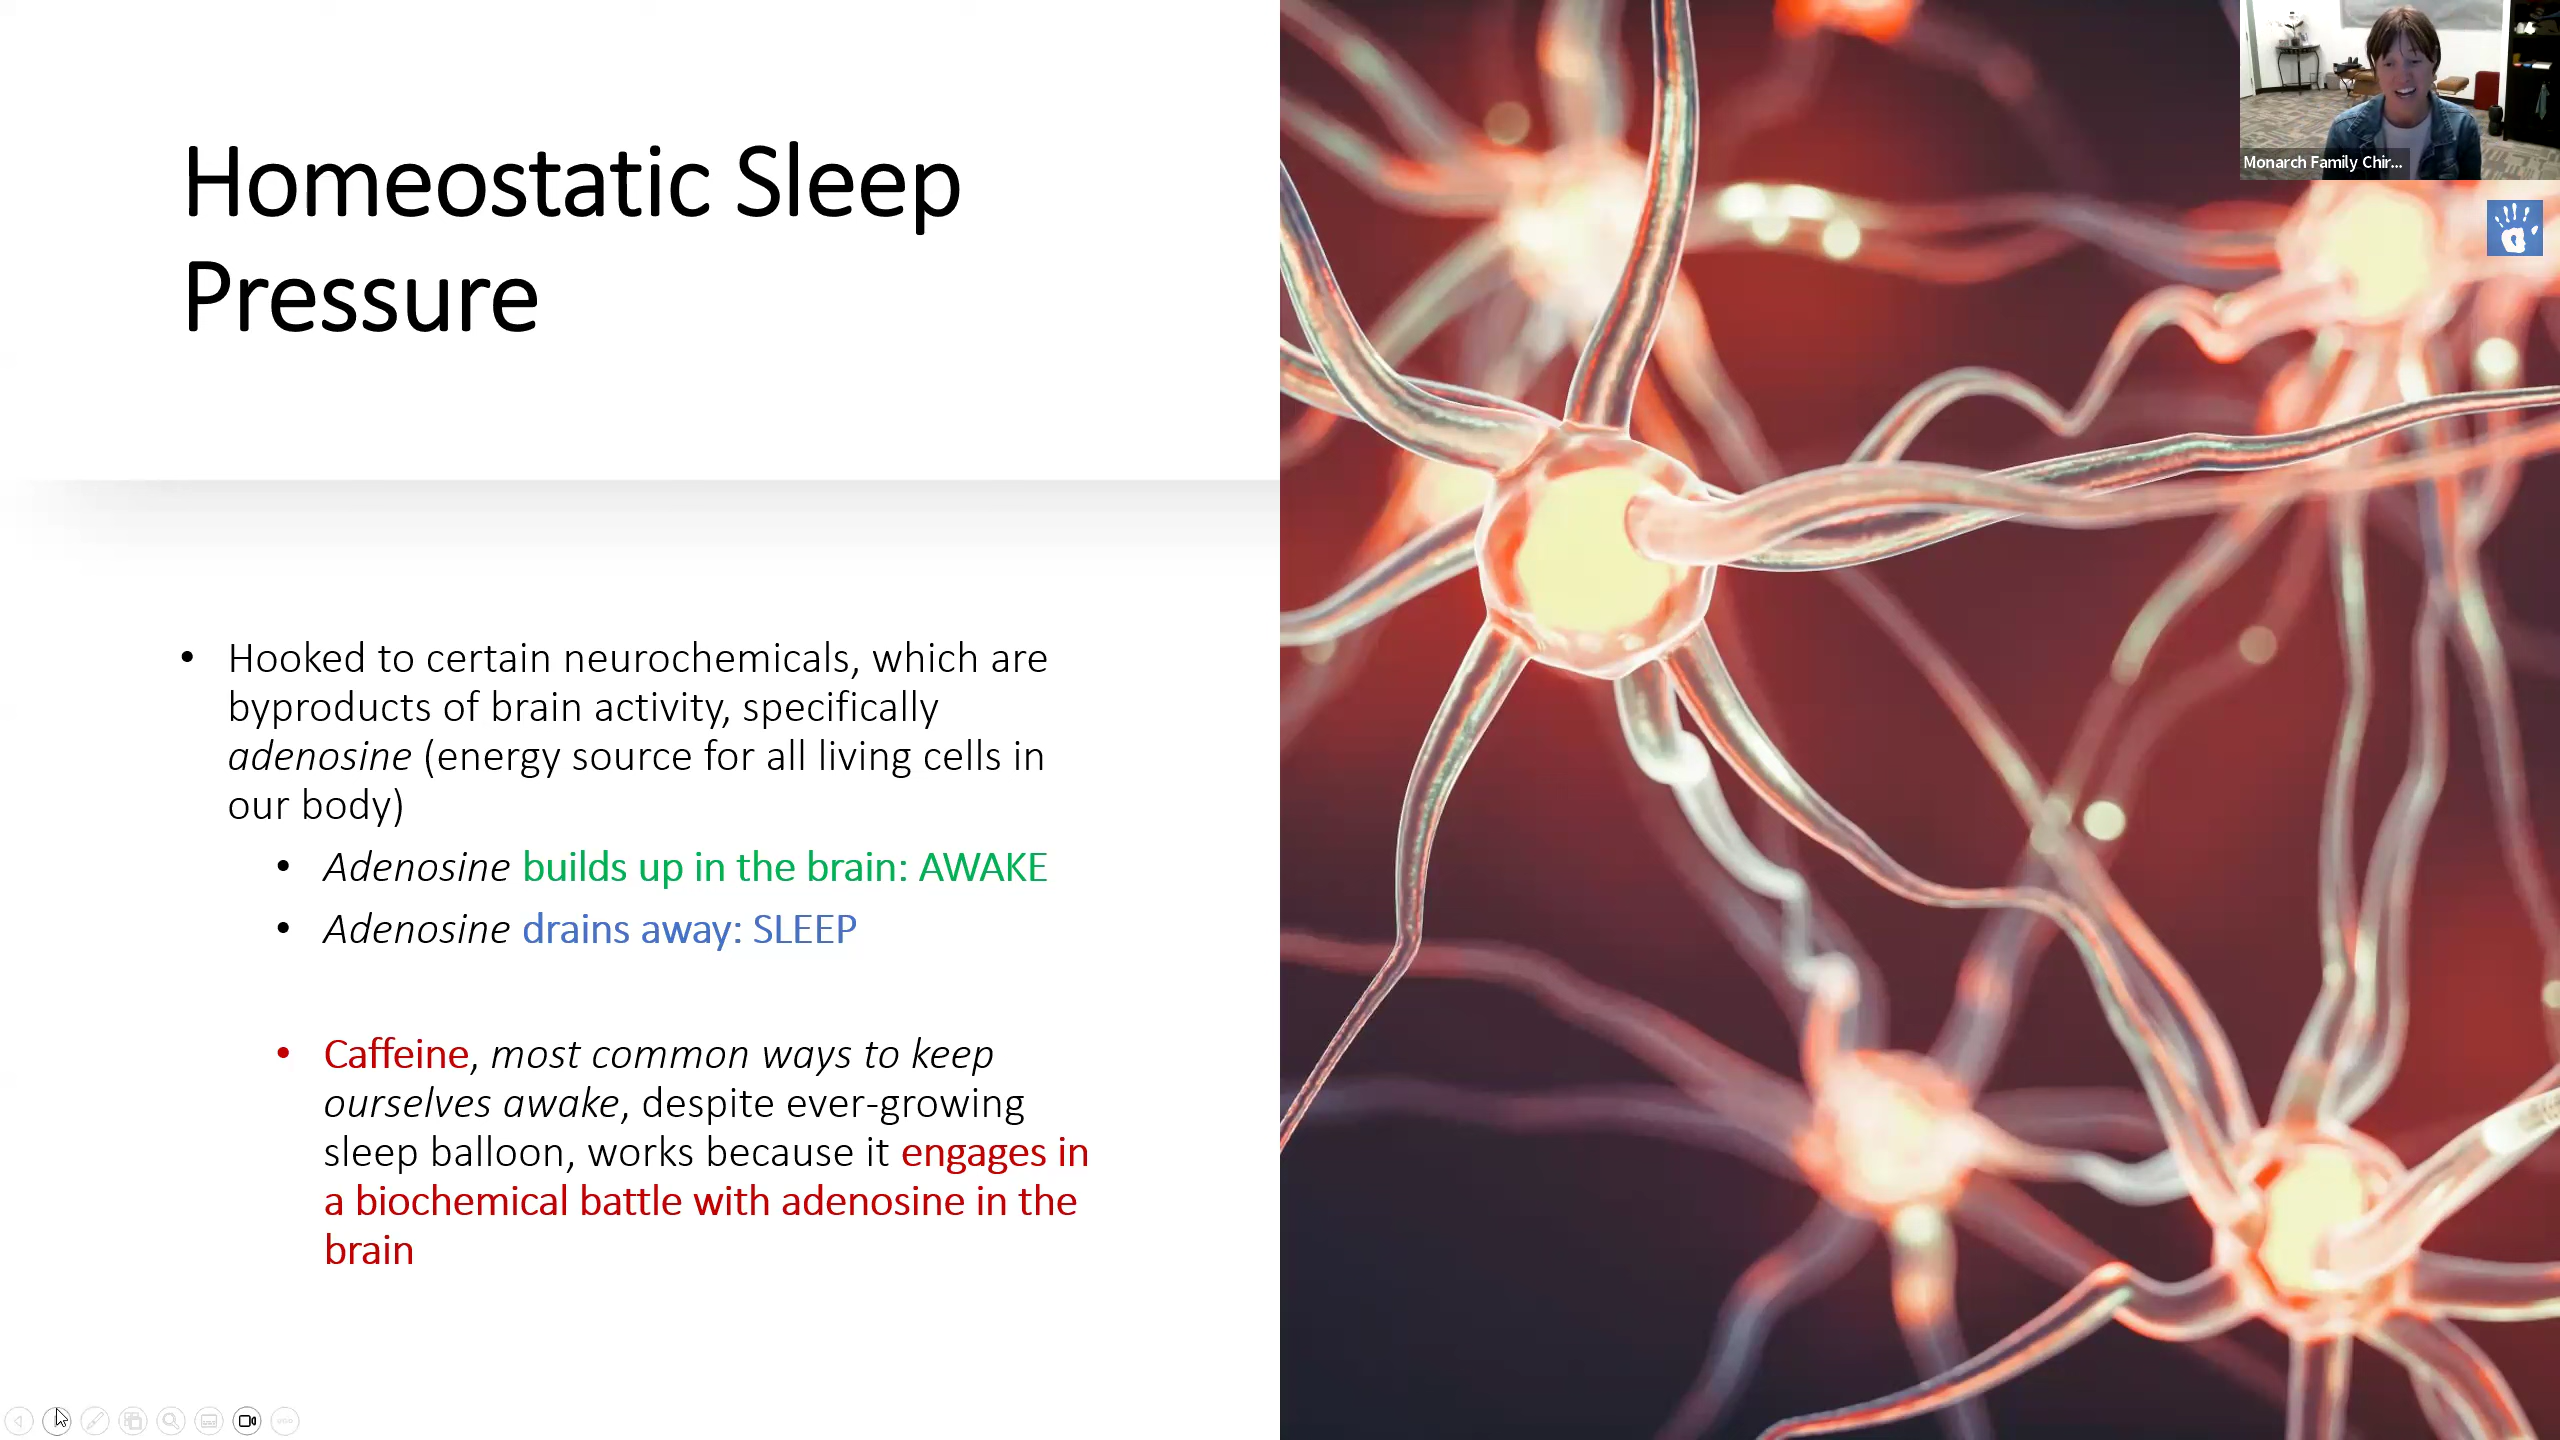 Homeostatic Sleep
Pressure
Monarch Family Chir...
• Hooked to certain neurochemicals, which are
byproducts of brain activity, specifically
adenosine (energy source for all living cells in
our body)
• Adenosine builds up in the brain: AWAKE
• Adenosine drains away: SLEEP
• Caffeine, most common ways to keep
ourselves awake, despite ever-growing
sleep balloon, works because it engages in
a biochemical battle with adenosine in the
brain